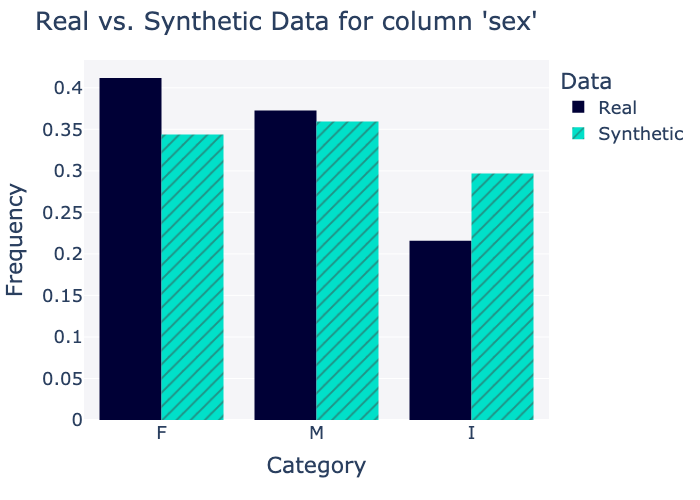 Real vs. Synthetic Data for column 'sex'
Data
Real
Synthetic
Frequency
0.4
0.35
0.3
0.25
0.2
0.15
0.1
0.05
0
F M I
Category